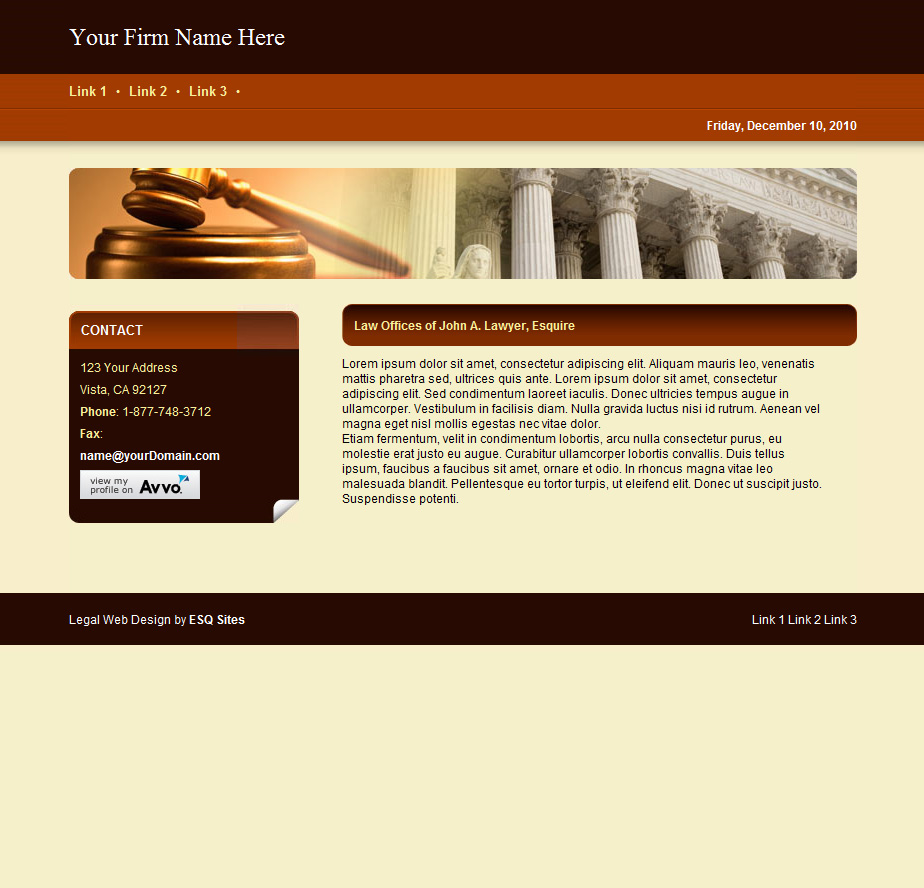 Your Firm Name Here
Link 1 • Link 2 • Link 3 •
Friday, December 10, 2010
CONTACT
123 Your Address
Vista, CA 92127
Phone: 1-877-748-3712
Fax:
name@yourDomain.com
view my
profile on Avvo.
Law Offices of John A. Lawyer, Esquire
Lorem ipsum dolor sit amet, consectetur adipiscing elit. Aliquam mauris leo, venenatis
mattis pharetra sed, ultrices quis ante. Lorem ipsum dolor sit amet, consectetur
adipiscing elit. Sed condimentum laoreet iaculis. Donec ultricies tempus augue in
ullamcorper. Vestibulum in facilisis diam. Nulla gravida luctus nisi id rutrum. Aenean vel
magna eget nisl mollis egestas nec vitae dolor.
Etiam fermentum, velit in condimentum lobortis, arcu nulla consectetur purus, eu
molestie erat justo eu augue. Curabitur ullamcorper lobortis convallis. Duis tellus
ipsum, faucibus a faucibus sit amet, ornare et odio. In rhoncus magna vitae leo
malesuada blandit. Pellentesque eu tortor turpis, ut eleifend elit. Donec ut suscipit justo.
Suspendisse potenti.
Legal Web Design by ESQ Sites
Link 1 Link 2 Link 3